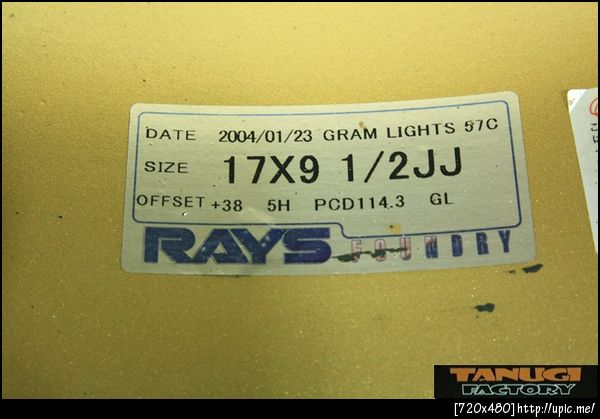 DATE 2004/01/23 GRAM LIGHTS 57C
SIZE 17X9 1/2JJ
OFFSET +38 5H PCD114.3 GL
RAYS FOUNDRY
TANUGI
FACTORY
[720x480]http://upic.me/